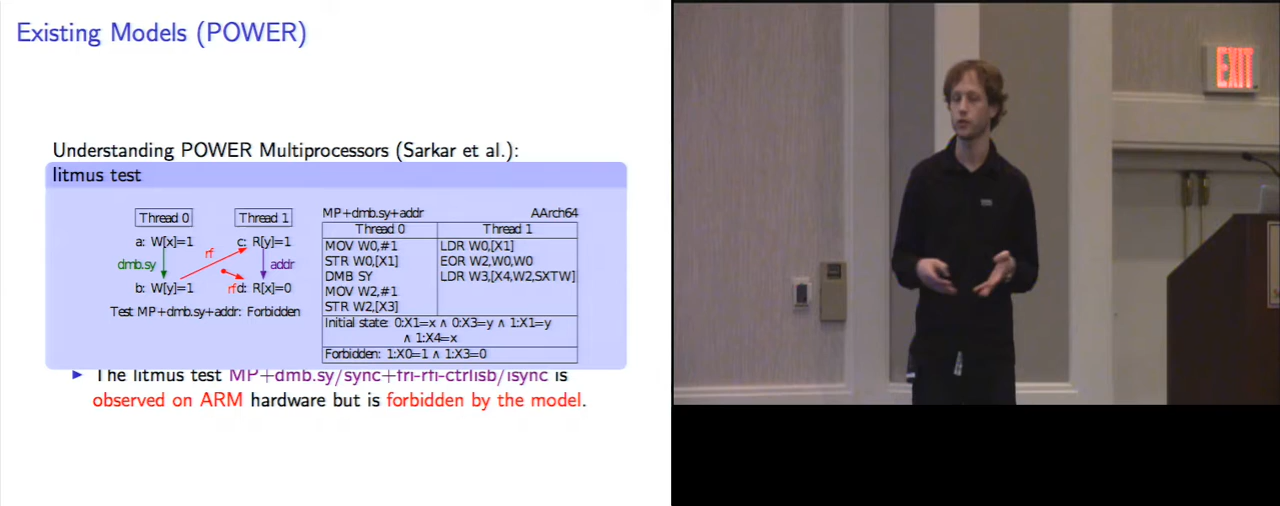 Existing Models (POWER)
Understanding POWER Multiprocessors (Sarkar et al.):
litmus test
Thread 0 Thread 1
a: W[x]=1 c: R[y]=1
rf
dmb.sy addr
b: W[y]=1 rf d: R[x]=0
Test MP+dmb.sy+addr: Forbidden
MP+dmb.sy+addr AArch64
Thread 0 Thread 1
MOV W0,#1 LDR W0,[X1]
STR W0,[X1] EOR W2,W0,W0
DMB SY LDR W3,[X4,W2,SXTW]
MOV W2,#1
STR W2,[X3]
Initial state: 0:X1=x ∧ 0:X3=y ∧ 1:X1=y
∧ 1:X4=x
Forbidden: 1:X0=1 ∧ 1:X3=0
The litmus test MP+dmb.sy/sync+fri-rfi-ctrlisb/isync is
observed on ARM hardware but is forbidden by the model.
EXIT